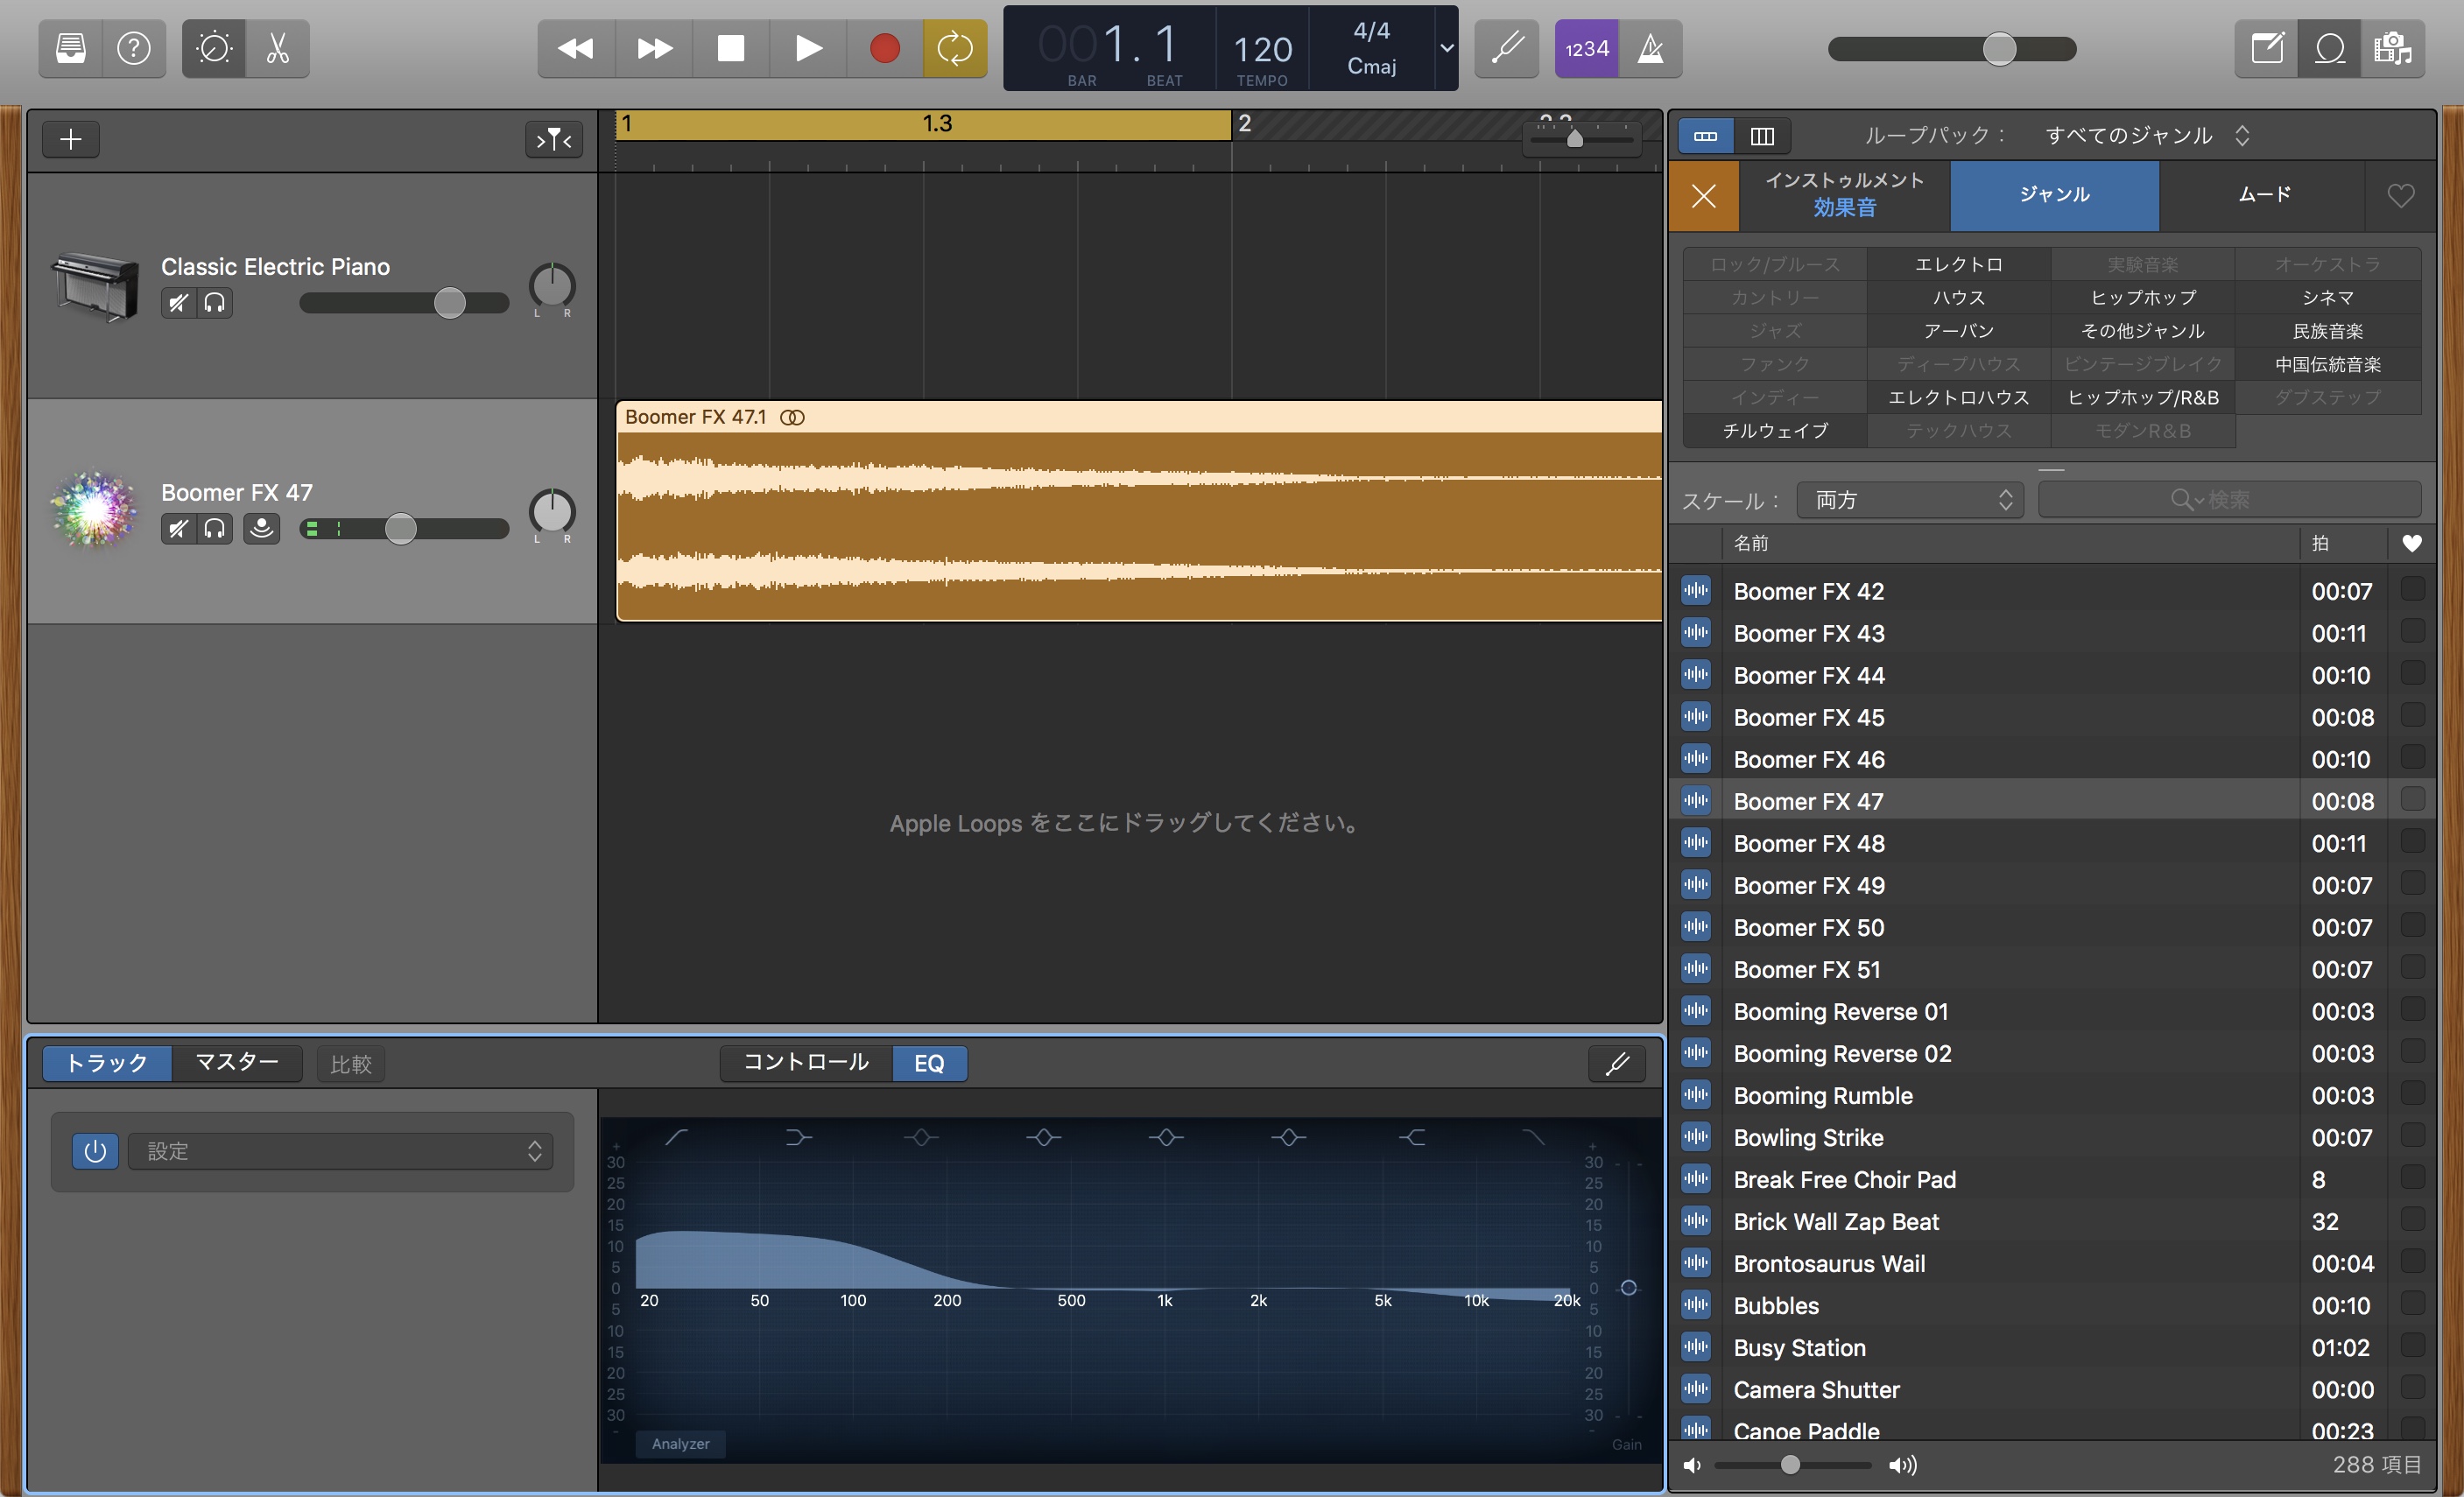 001. 1
BAR
BEAT
120
TEMPO
4/4
Cmaj
1234
1
1.3
2
Classic Electric Piano
L R
Boomer FX 47
L R
Boomer FX 47.1
Apple Loops をここにドラッグしてください。
ループパック：
すべてのジャンル
インストゥルメント
効果音
ジャンル
ムード
ロック/ブルース エレクトロ 実験音楽 オーケストラ
カントリー ハウス ヒップホップ シネマ
ジャズ アーバン その他ジャンル 民族音楽
ファンク ディープハウス ビンテージブレイク 中国伝統音楽
インディー エレクトロハウス ヒップホップ/R&B ダブステップ
チルウェイブ テックハウス モダンR&B
スケール：
両方
検索
名前 拍
Boomer FX 42 00:07
Boomer FX 43 00:11
Boomer FX 44 00:10
Boomer FX 45 00:08
Boomer FX 46 00:10
Boomer FX 47 00:08
Boomer FX 48 00:11
Boomer FX 49 00:07
Boomer FX 50 00:07
Boomer FX 51 00:07
Booming Reverse 01 00:03
Booming Reverse 02 00:03
Booming Rumble 00:03
Bowling Strike 00:07
Break Free Choir Pad 8
Brick Wall Zap Beat 32
Brontosaurus Wail 00:04
Bubbles 00:10
Busy Station 01:02
Camera Shutter 00:00
Canoe Paddle 00:23
288 項目
トラック
マスター
比較
コントロール
EQ
設定
+ +
30 30
25 25
20 20
15 15
10 10
5 5
0 0
20 50 100 200 500 1k 2k 5k 10k 20k
5 5
10 10
15 15
20 20
25 25
30 30
- -
Analyzer
Gain